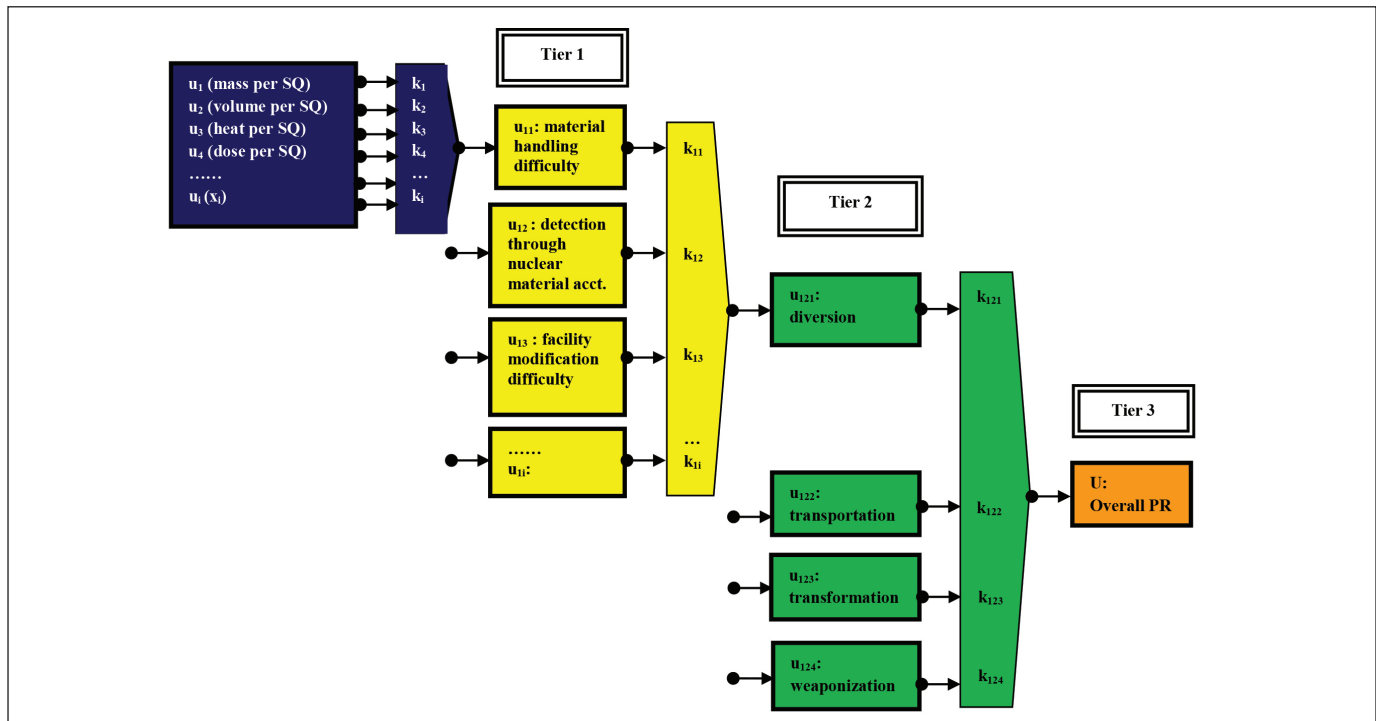 Tier 1
u₁ (mass per SQ)
u₂ (volume per SQ)
u₃ (heat per SQ)
u₄ (dose per SQ)
……
uᵢ (xᵢ)
k₁
k₂
k₃
k₄
…
kᵢ
u₁₁: material
handling
difficulty
u₁₂ : detection
through
nuclear
material acct.
u₁₃ : facility
modification
difficulty
……
u₁ᵢ:
k₁₁
k₁₂
k₁₃
…
k₁ᵢ
Tier 2
u₁₂₁:
diversion
u₁₂₂:
transportation
u₁₂₃:
transformation
u₁₂₄:
weaponization
k₁₂₁
k₁₂₂
k₁₂₃
k₁₂₄
Tier 3
U:
Overall PR